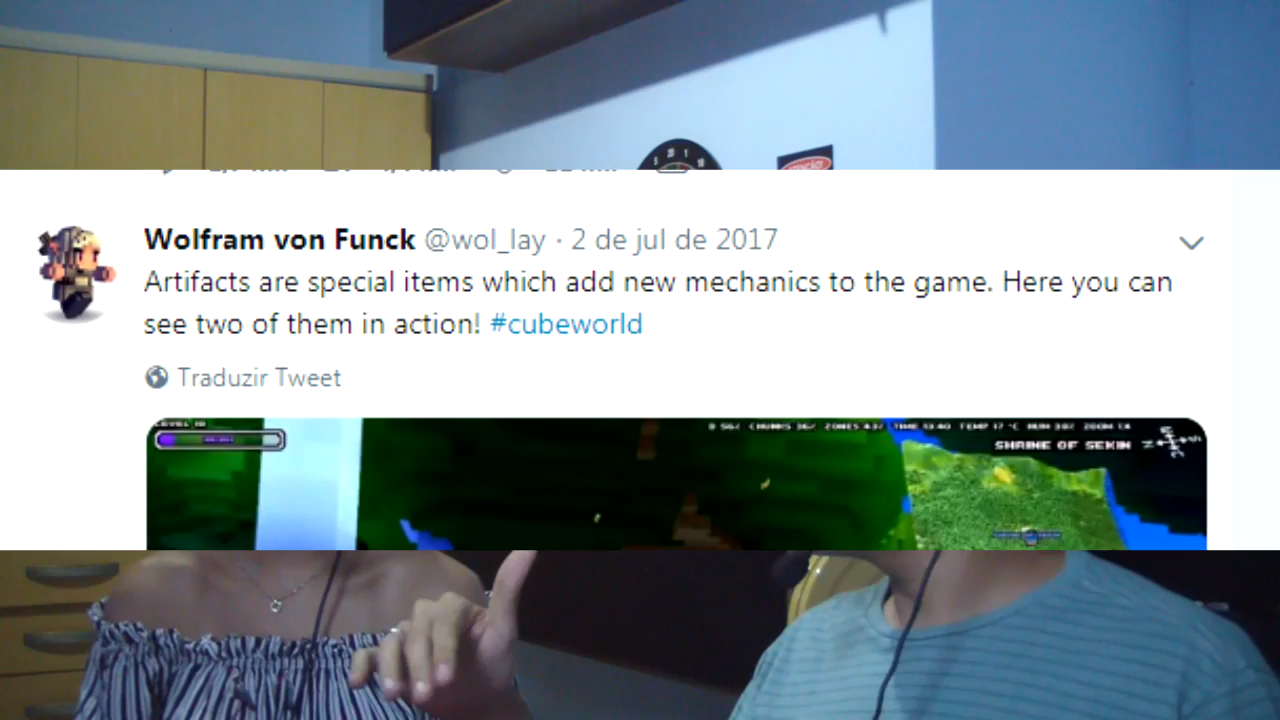 Wolfram von Funck @wol_lay · 2 de jul de 2017
Artifacts are special items which add new mechanics to the game. Here you can
see two of them in action! #cubeworld
Traduzir Tweet
SHRINE OF SEKIN